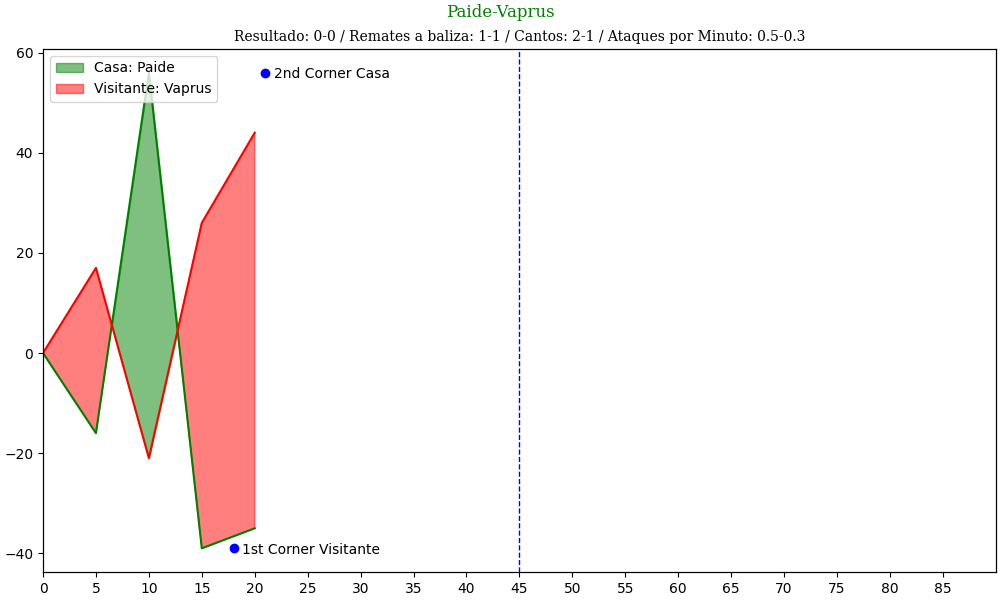 Paide-Vaprus
Resultado: 0-0 / Remates a baliza: 1-1 / Cantos: 2-1 / Ataques por Minuto: 0.5-0.3
Casa: Paide
Visitante: Vaprus
2nd Corner Casa
1st Corner Visitante
60
40
20
0
−20
−40
0 5 10 15 20 25 30 35 40 45 50 55 60 65 70 75 80 85